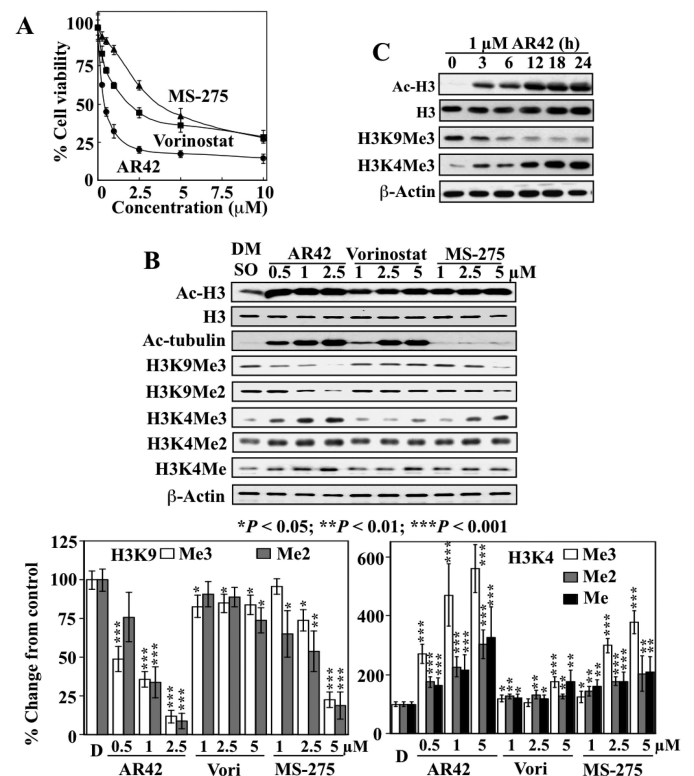 A
% Cell viability
100
75
50
25
0
MS-275
Vorinostat
AR42
0 2.5 5 7.5 10
Concentration (μM)
C
1 μM AR42 (h)
0 3 6 12 18 24
Ac-H3
H3
H3K9Me3
H3K4Me3
β-Actin
B
DM
SO
AR42 Vorinostat MS-275
0.5 1 2.5 1 2.5 5 1 2.5 5 μM
Ac-H3
H3
Ac-tubulin
H3K9Me3
H3K9Me2
H3K4Me3
H3K4Me2
H3K4Me
β-Actin
*P < 0.05; **P < 0.01; ***P < 0.001
% Change from control
125
100
75
50
25
0
H3K9 Me3 Me2
*** *** *** *** *** * * * * * * ** *** ***
D 0.5 1 2.5 1 2.5 5 1 2.5 5 μM
AR42 Vori MS-275
600
400
200
0
H3K4 Me3
Me2
Me
D 0.5 1 5 1 2.5 5 1 2.5 5 μM
AR42 Vori MS-275